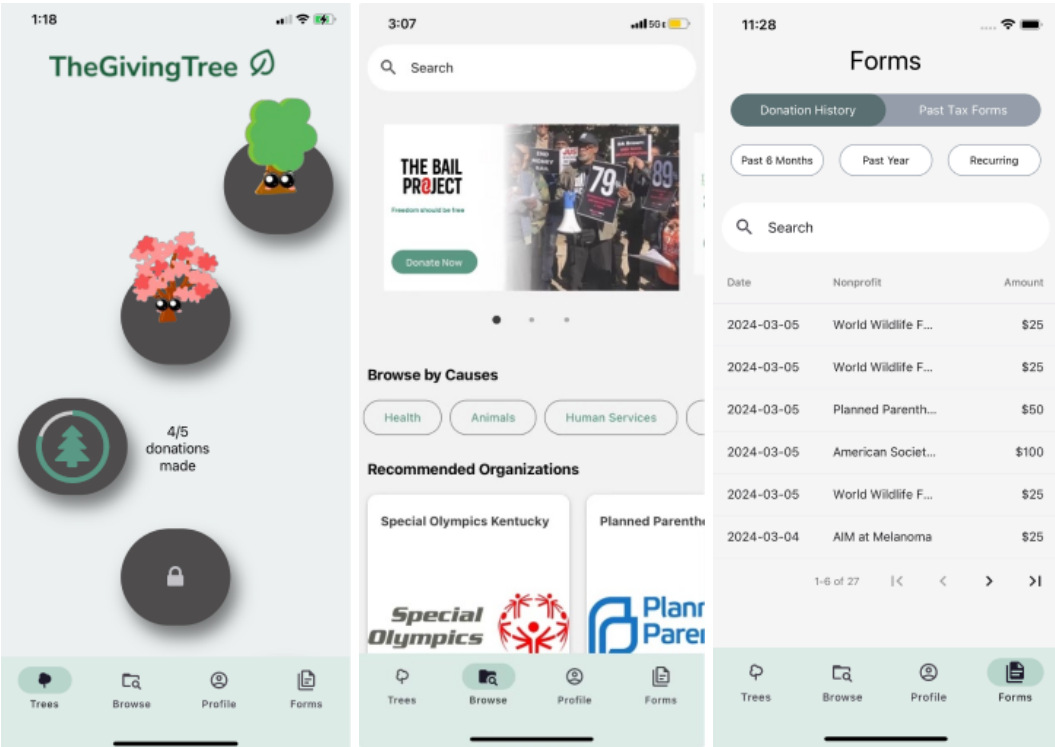 1:18
TheGivingTree
4/5
donations
made
Trees
Browse
Profile
Forms
3:07
5G E
Search
THE BAIL
PROJECT
Freedom should be free
Donate Now
79
89
Browse by Causes
Health
Animals
Human Services
Recommended Organizations
Special Olympics Kentucky
Planned Parenth
Special
Olympics
Plann
Parer
Trees
Browse
Profile
Forms
11:28
Forms
Donation History
Past Tax Forms
Past 6 Months
Past Year
Recurring
Search
Date Nonprofit Amount
2024-03-05 World Wildlife F... $25
2024-03-05 World Wildlife F... $25
2024-03-05 Planned Parenth... $50
2024-03-05 American Societ... $100
2024-03-05 World Wildlife F... $25
2024-03-04 AIM at Melanoma $25
1-6 of 27
Trees
Browse
Profile
Forms